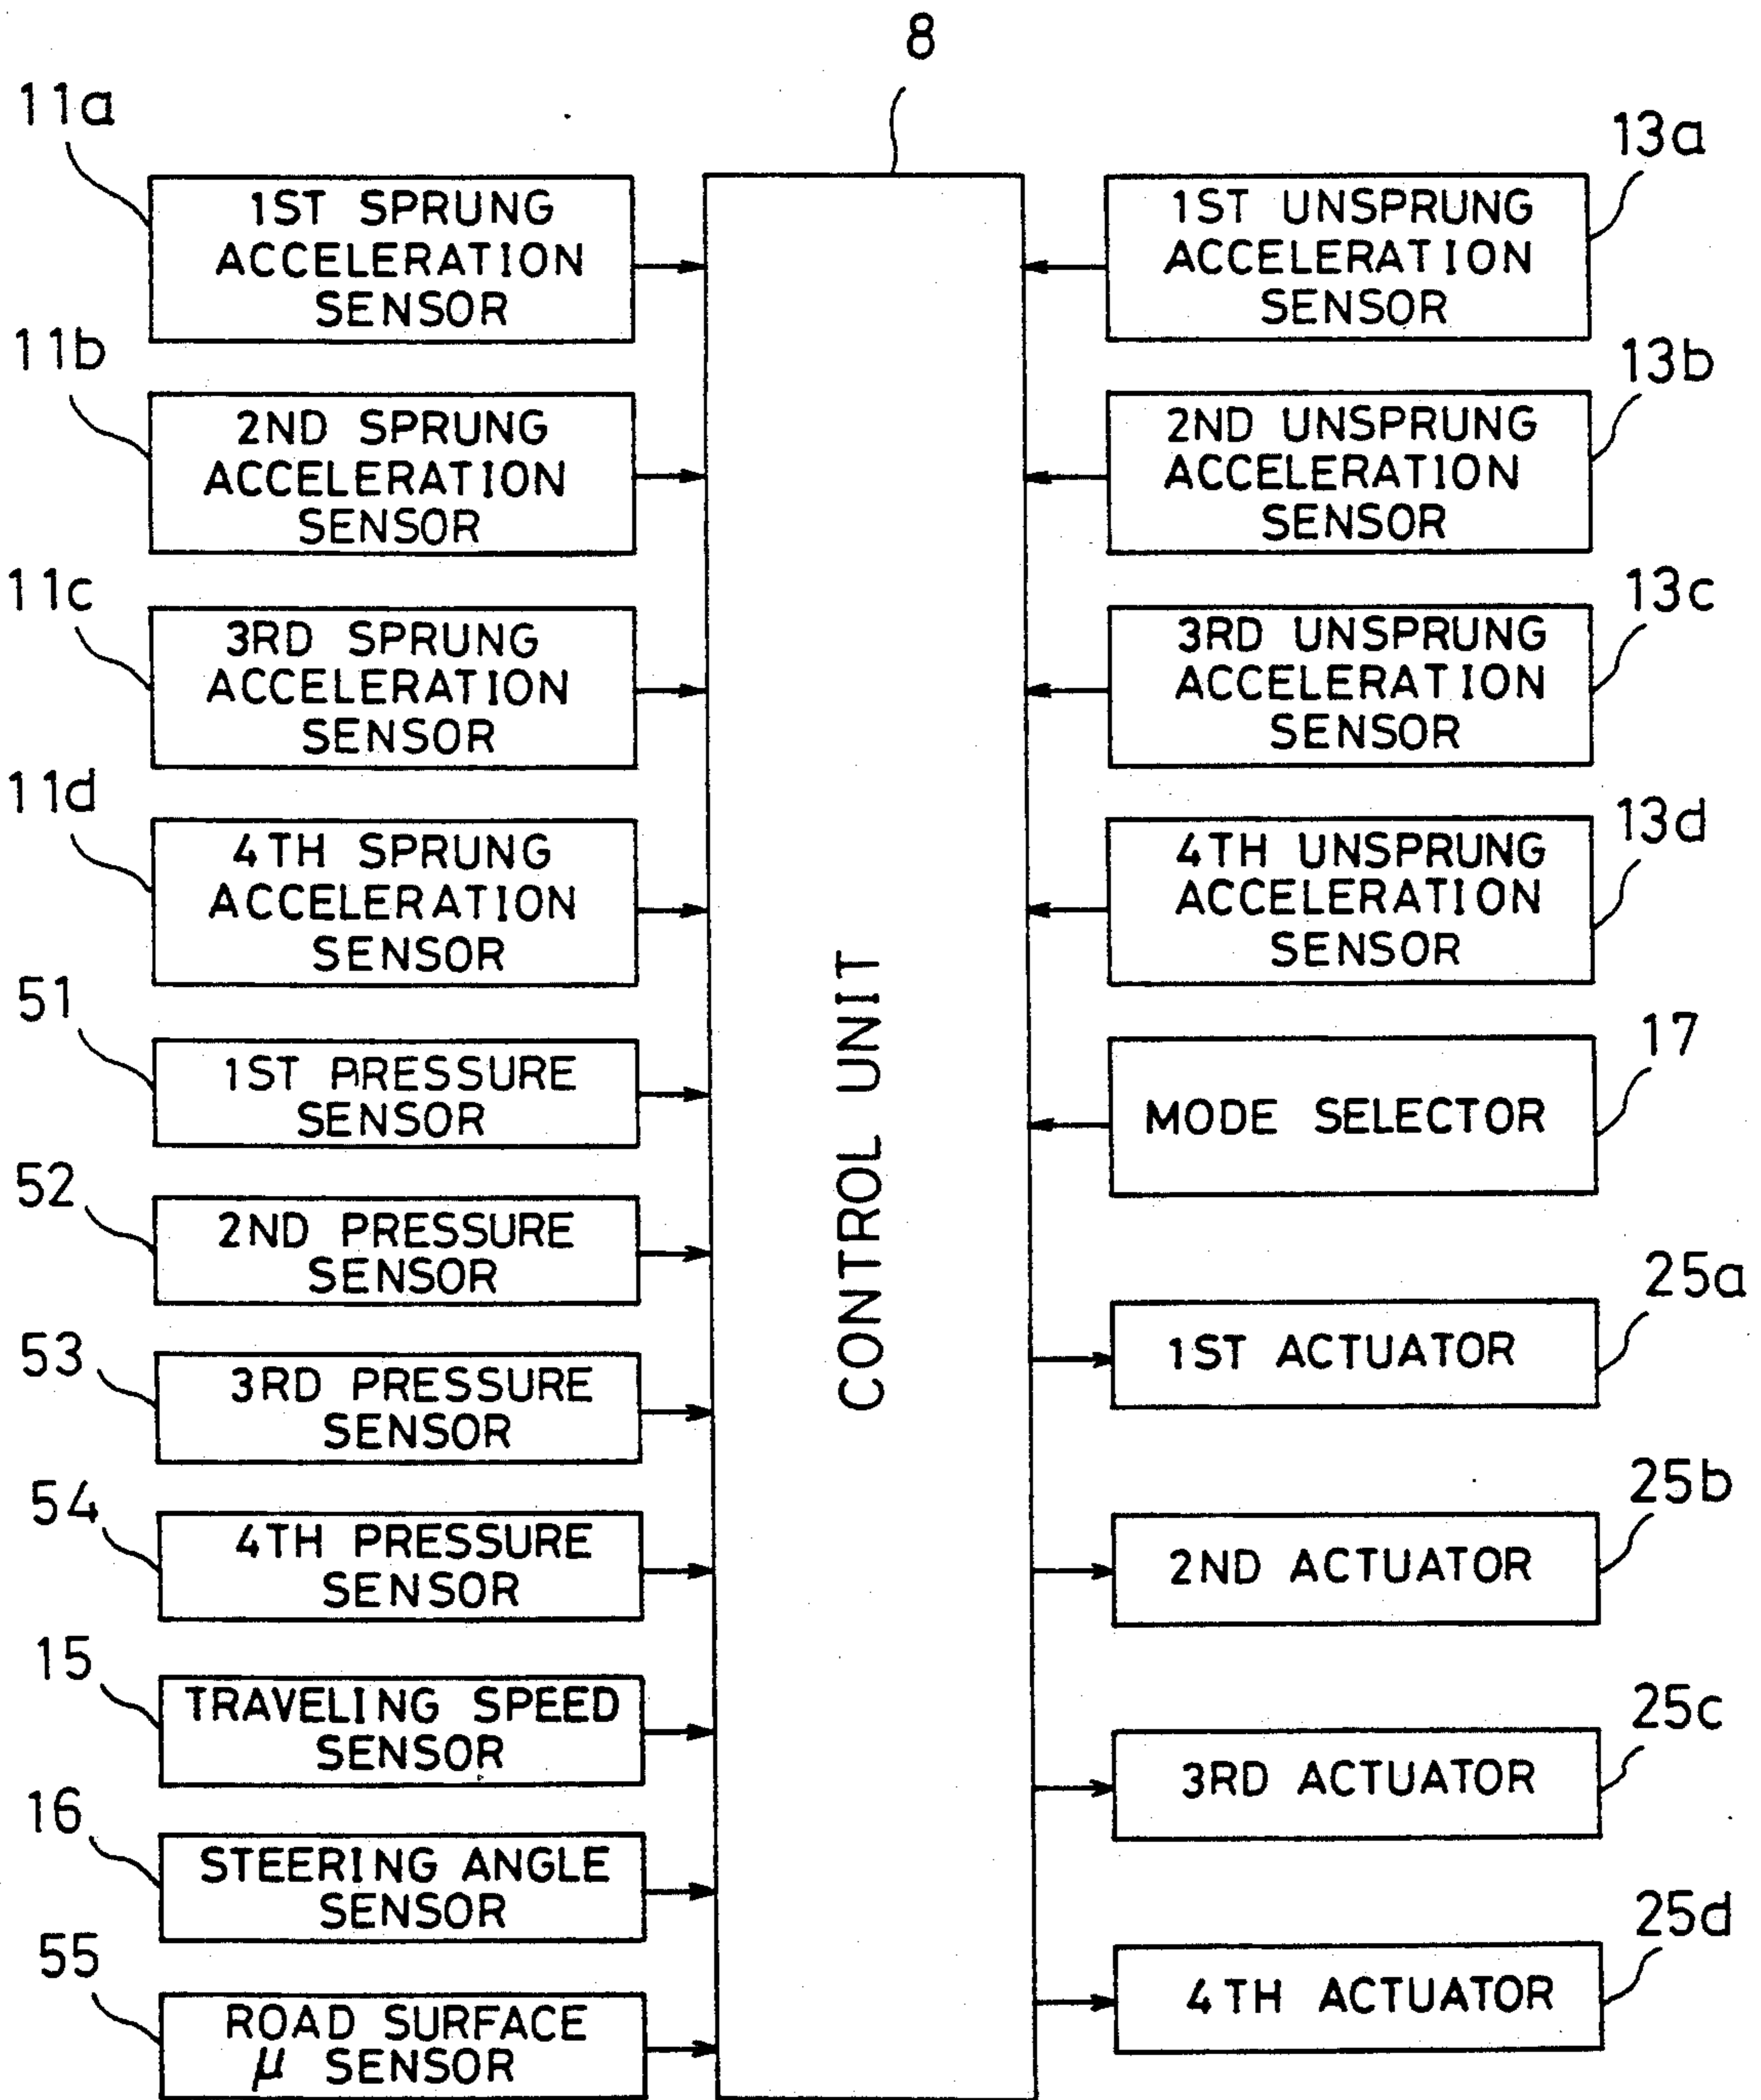 8
11a
1ST SPRUNG
ACCELERATION
SENSOR
11b
2ND SPRUNG
ACCELERATION
SENSOR
11c
3RD SPRUNG
ACCELERATION
SENSOR
11d
4TH SPRUNG
ACCELERATION
SENSOR
51
1ST PRESSURE
SENSOR
52
2ND PRESSURE
SENSOR
53
3RD PRESSURE
SENSOR
54
4TH PRESSURE
SENSOR
15
TRAVELING SPEED
SENSOR
16
STEERING ANGLE
SENSOR
55
ROAD SURFACE
μ SENSOR
CONTROL UNIT
13a
1ST UNSPRUNG
ACCELERATION
SENSOR
13b
2ND UNSPRUNG
ACCELERATION
SENSOR
13c
3RD UNSPRUNG
ACCELERATION
SENSOR
13d
4TH UNSPRUNG
ACCELERATION
SENSOR
17
MODE SELECTOR
25a
1ST ACTUATOR
25b
2ND ACTUATOR
25c
3RD ACTUATOR
25d
4TH ACTUATOR